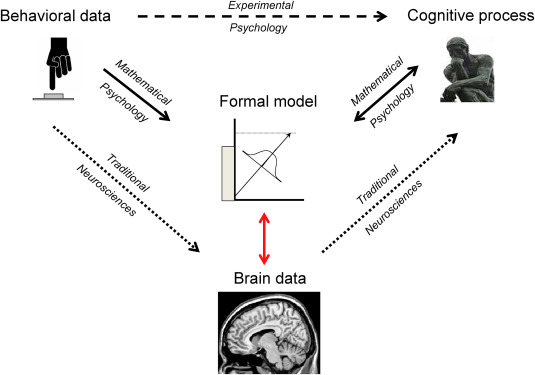 Behavioral data
Experimental
Psychology
Cognitive process
Mathematical
Psychology
Formal model
Mathematical
Psychology
Traditional
Neurosciences
Traditional
Neurosciences
Brain data